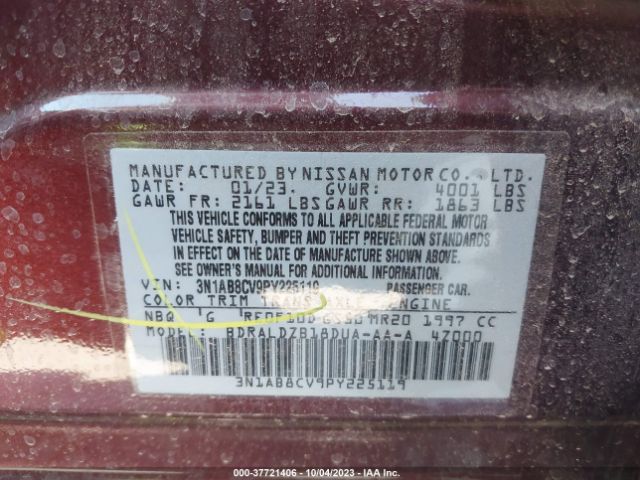 MANUFACTURED BY NISSAN MOTOR CO., LTD.
DATE: 01/23. GVWR: 4001 LBS
GAWR FR: 2161 LBS GAWR RR: 1863 LBS
THIS VEHICLE CONFORMS TO ALL APPLICABLE FEDERAL MOTOR
VEHICLE SAFETY, BUMPER AND THEFT PREVENTION STANDARDS
IN EFFECT ON THE DATE OF MANUFACTURE SHOWN ABOVE.
SEE OWNER'S MANUAL FOR ADDITIONAL INFORMATION
VIN: 3N1AB8CV9PY225119 PASSENGER CAR.
COLOR TRIM TRANS AXLE ENGINE
NBQ G MR20 1997 CC
MODEL: BDRALDZB18DUA-AA-A 47000
3N1AB8CV9PY225119
000-37721406 - 10/04/2023 - IAA Inc.